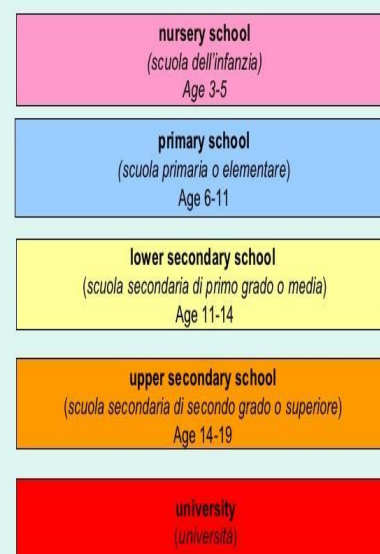 nursery school
(scuola dell'infanzia)
Age 3-5
primary school
(scuola primaria o elementare)
Age 6-11
lower secondary school
(scuola secondaria di primo grado o media)
Age 11-14
upper secondary school
(scuola secondaria di secondo grado o superiore)
Age 14-19
university
(università)